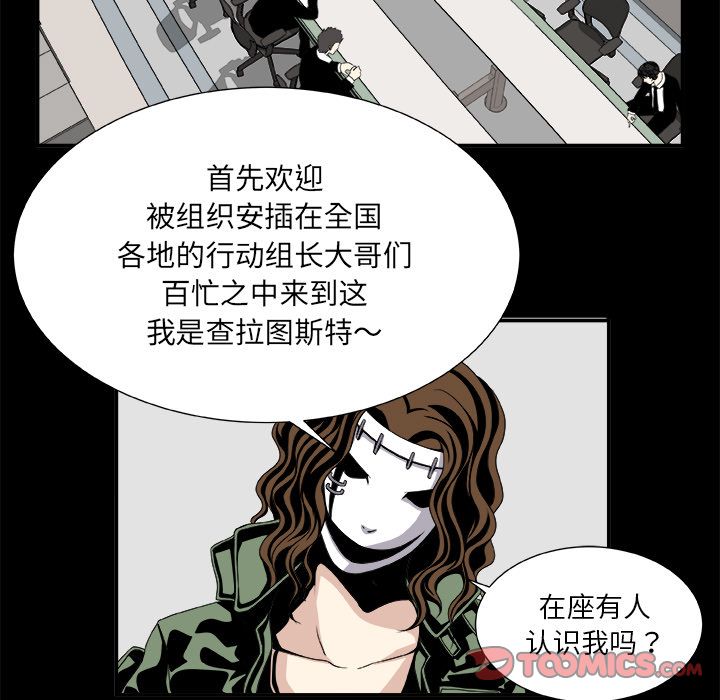 首先欢迎
被组织安插在全国
各地的行动组长大哥们
百忙之中来到这
我是查拉图斯特～
在座有人
认识我吗？
TOOMICS.COM